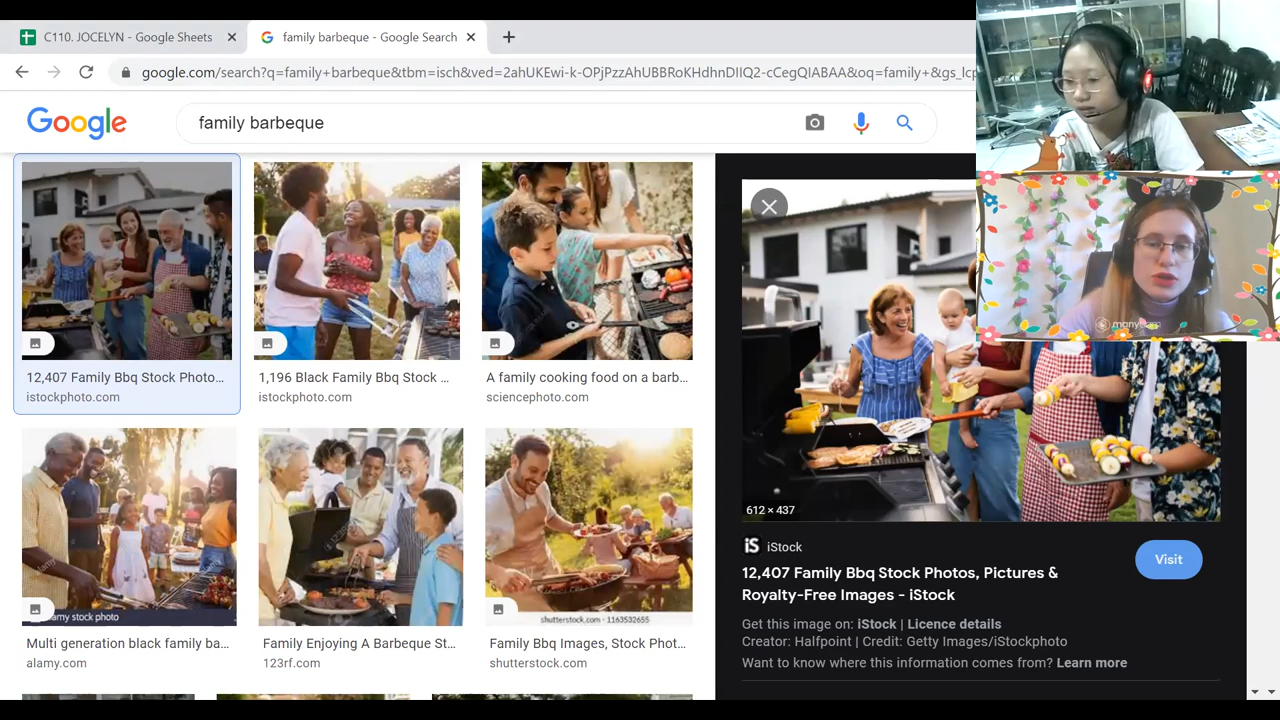 C110. JOCELYN - Google Sheets
family barbeque - Google Search
google.com/search?q=family+barbeque&tbm=isch&ved=2ahUKEwi-k-OPjPzzAhUBBRoKHdhnDIIQ2-cCegQIABAA&oq=family+&gs_lcp
Google
family barbeque
12,407 Family Bbq Stock Photo...
istockphoto.com
1,196 Black Family Bbq Stock ...
istockphoto.com
A family cooking food on a barb...
sciencephoto.com
alamy stock photo
shutterstock.com · 1163532655
Multi generation black family ba...
alamy.com
Family Enjoying A Barbeque St...
123rf.com
Family Bbq Images, Stock Phot...
shutterstock.com
612 × 437
iS iStock
Visit
12,407 Family Bbq Stock Photos, Pictures &
Royalty-Free Images - iStock
Get this image on: iStock | Licence details
Creator: Halfpoint | Credit: Getty Images/iStockphoto
Want to know where this information comes from? Learn more